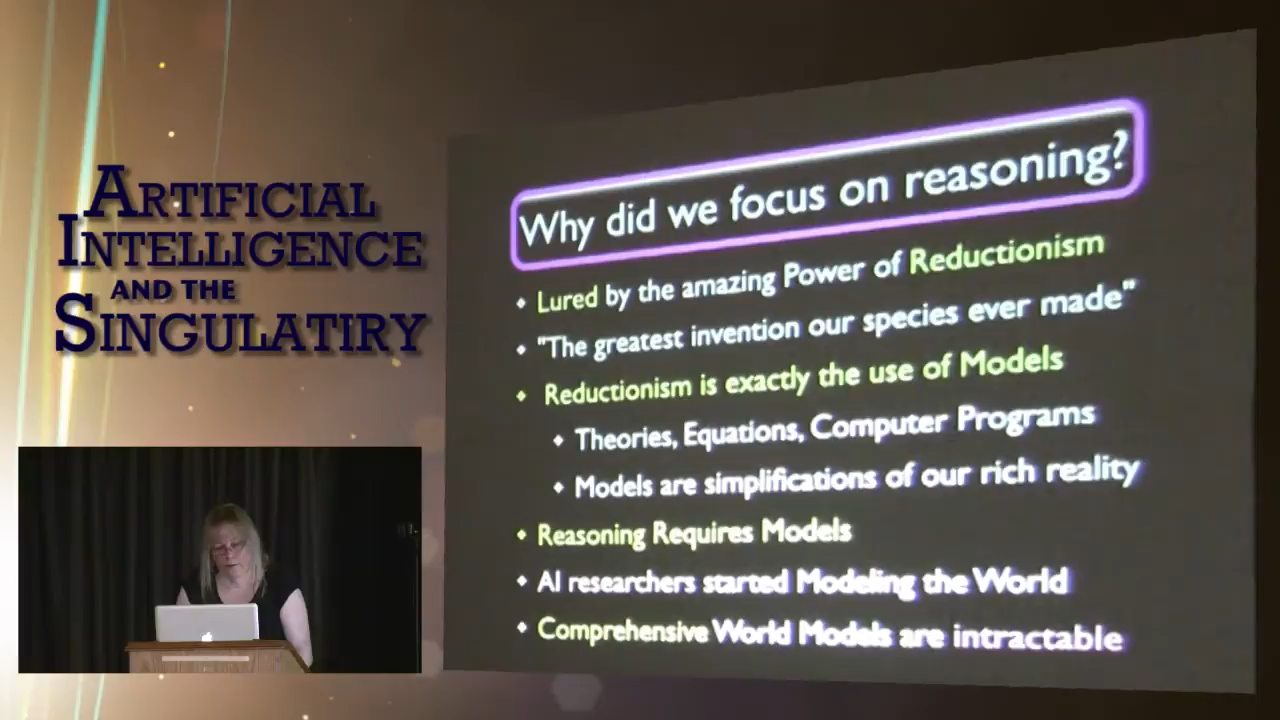 ARTIFICIAL
INTELLIGENCE
AND THE
SINGULATIRY
Why did we focus on reasoning?
• Lured by the amazing Power of Reductionism
• "The greatest invention our species ever made"
• Reductionism is exactly the use of Models
• Theories, Equations, Computer Programs
• Models are simplifications of our rich reality
• Reasoning Requires Models
• AI researchers started Modeling the World
• Comprehensive World Models are intractable